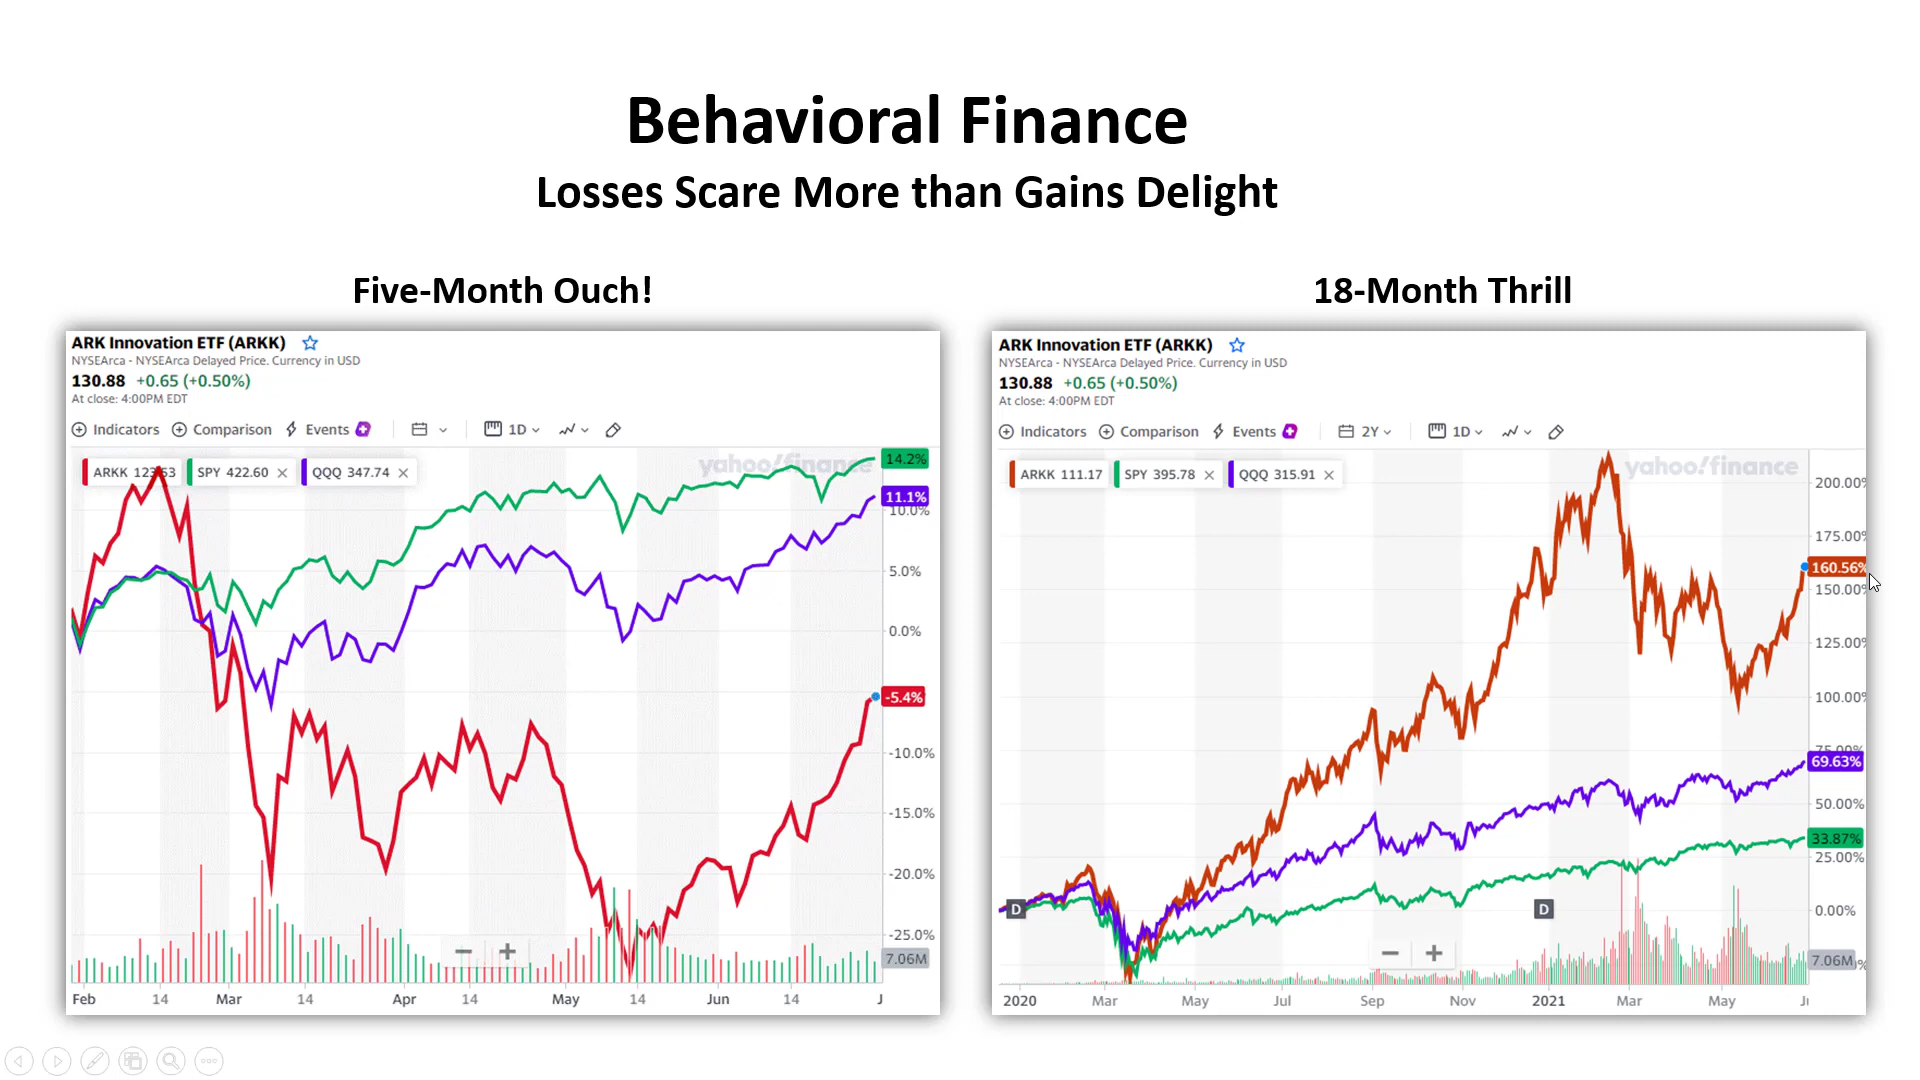 Behavioral Finance
Losses Scare More than Gains Delight
Five-Month Ouch!
ARK Innovation ETF (ARKK)
NYSEArca - NYSEArca Delayed Price. Currency in USD
130.88 +0.65 (+0.50%)
At close: 4:00PM EDT
Indicators Comparison Events 1D
ARKK SPY 422.60 QQQ 347.74
yahoo!finance
14.2%
11.1%
10.0%
5.0%
0.0%
-5.4%
-10.0%
-15.0%
-20.0%
-25.0%
7.06M
Feb 14 Mar 14 Apr 14 May 14 Jun 14 J
18-Month Thrill
ARK Innovation ETF (ARKK)
NYSEArca - NYSEArca Delayed Price. Currency in USD
130.88 +0.65 (+0.50%)
At close: 4:00PM EDT
Indicators Comparison Events 2Y 1D
ARKK 111.17 SPY 395.78 QQQ 315.91
yahoo!finance
200.00%
175.00%
160.56%
150.00%
125.00%
100.00%
75.00%
69.63%
50.00%
33.87%
25.00%
0.00%
7.06M
D D
2020 Mar May Jul Sep Nov 2021 Mar May